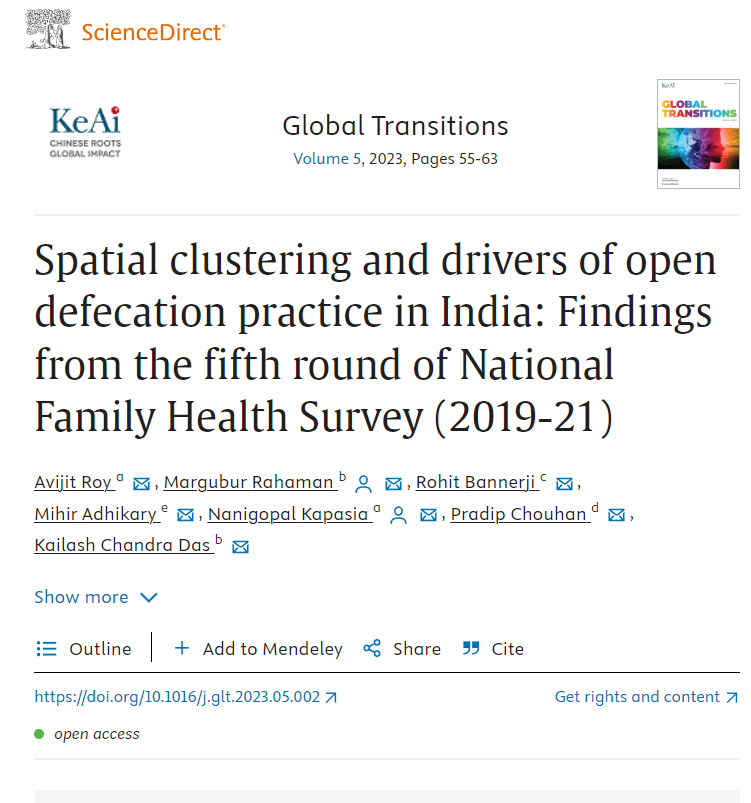 ScienceDirect®
KeAi
CHINESE ROOTS
GLOBAL IMPACT
Global Transitions
Volume 5, 2023, Pages 55-63
KeAi
GLOBAL
TRANSITIONS
Spatial clustering and drivers of open
defecation practice in India: Findings
from the fifth round of National
Family Health Survey (2019-21)
Avijit Roy a, Margubur Rahaman b, Rohit Bannerji c,
Mihir Adhikary e, Nanigopal Kapasia a, Pradip Chouhan d,
Kailash Chandra Das b
Show more
Outline
Add to Mendeley
Share
Cite
https://doi.org/10.1016/j.glt.2023.05.002
Get rights and content
open access